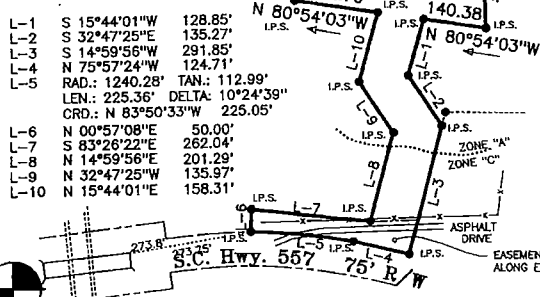 L-1 S 15°44'01"W 128.85'
L-2 S 32°47'25"E 135.27'
L-3 S 14°59'56"W 291.85'
L-4 N 75°57'24"W 124.71'
L-5 RAD.: 1240.28' TAN.: 112.99'
LEN.: 225.36' DELTA: 10°24'39"
CRD.: N 83°50'33"W 225.05'
L-6 N 00°57'08"E 50.00'
L-7 S 83°26'22"E 262.04'
L-8 N 14°59'56"E 201.29'
L-9 N 32°47'25"W 135.97'
L-10 N 15°44'01"E 158.31'
N 80°54'03"W
I.P.S.
I.P.S.
140.38
I.P.S.
N 80°54'03"W
L-10
L-1
I.P.S.
I.P.S.
L-2
L-9
I.P.S.
I.P.S.
ZONE "A"
ZONE "C"
L-8
L-3
I.P.S.
L-6
L-7
I.P.S.
I.P.S.
L-5
I.P.S.
L-4
I.P.S.
ASPHALT
DRIVE
EASEMEN
ALONG E
273.8'
273.75'
S.C. Hwy. 557 75' R/W